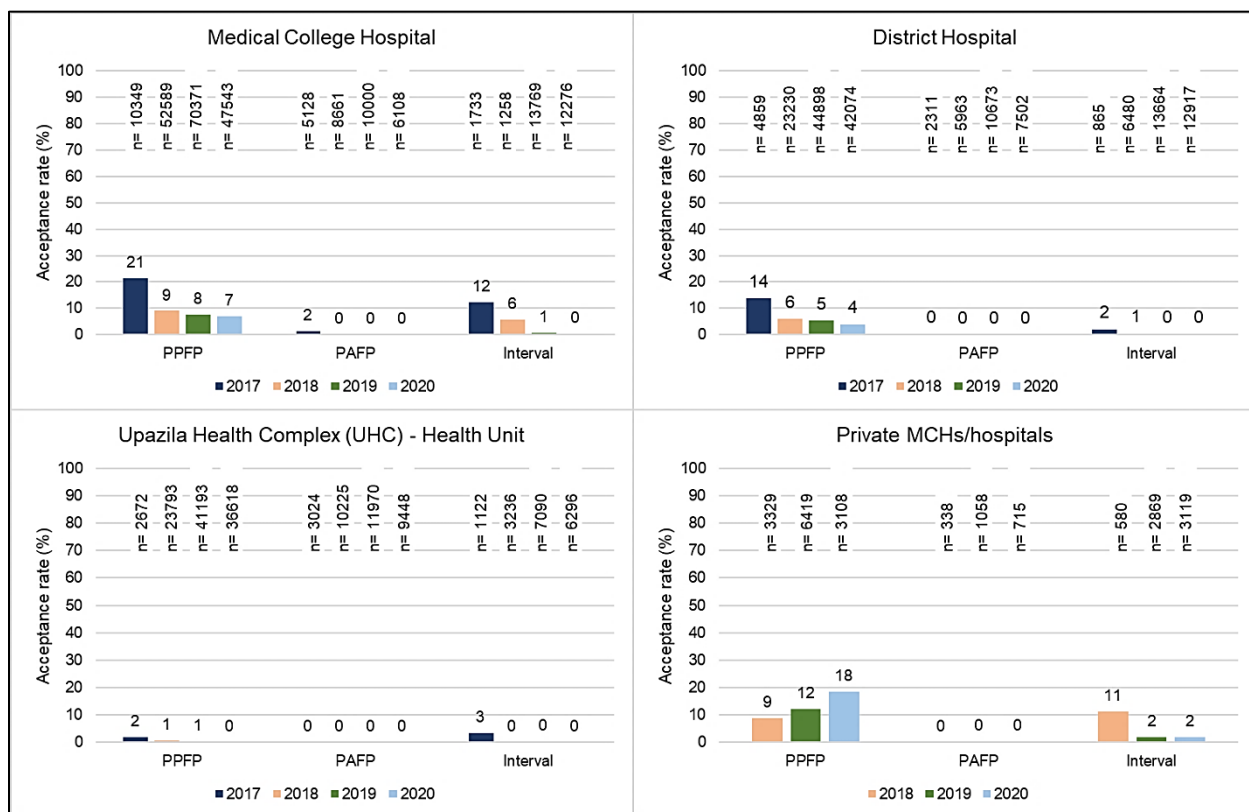 Medical College Hospital
Acceptance rate (%)
100
90
80
70
60
50
40
30
20
10
0
n= 10349
n= 52589
n= 70371
n= 47543
n= 5128
n= 8661
n= 10000
n= 6108
n= 1733
n= 1258
n= 13769
n= 12276
21
9
8
7
2
0
0
0
12
6
1
0
PPFP
PAFP
Interval
2017 2018 2019 2020
District Hospital
Acceptance rate (%)
100
90
80
70
60
50
40
30
20
10
0
n= 4859
n= 23230
n= 44898
n= 42074
n= 2311
n= 5963
n= 10673
n= 7502
n= 865
n= 6480
n= 13664
n= 12917
14
6
5
4
0
0
0
0
2
1
0
0
PPFP
PAFP
Interval
2017 2018 2019 2020
Upazila Health Complex (UHC) - Health Unit
Acceptance rate (%)
100
90
80
70
60
50
40
30
20
10
0
n= 2672
n= 23793
n= 41193
n= 36618
n= 3024
n= 10225
n= 11970
n= 9448
n= 1122
n= 3236
n= 7090
n= 6296
2
1
1
0
0
0
0
0
3
0
0
0
PPFP
PAFP
Interval
2017 2018 2019 2020
Private MCHs/hospitals
Acceptance rate (%)
100
90
80
70
60
50
40
30
20
10
0
n= 3329
n= 6419
n= 3108
n= 338
n= 1058
n= 715
n= 580
n= 2869
n= 3119
9
12
18
0
0
0
11
2
2
PPFP
PAFP
Interval
2018 2019 2020